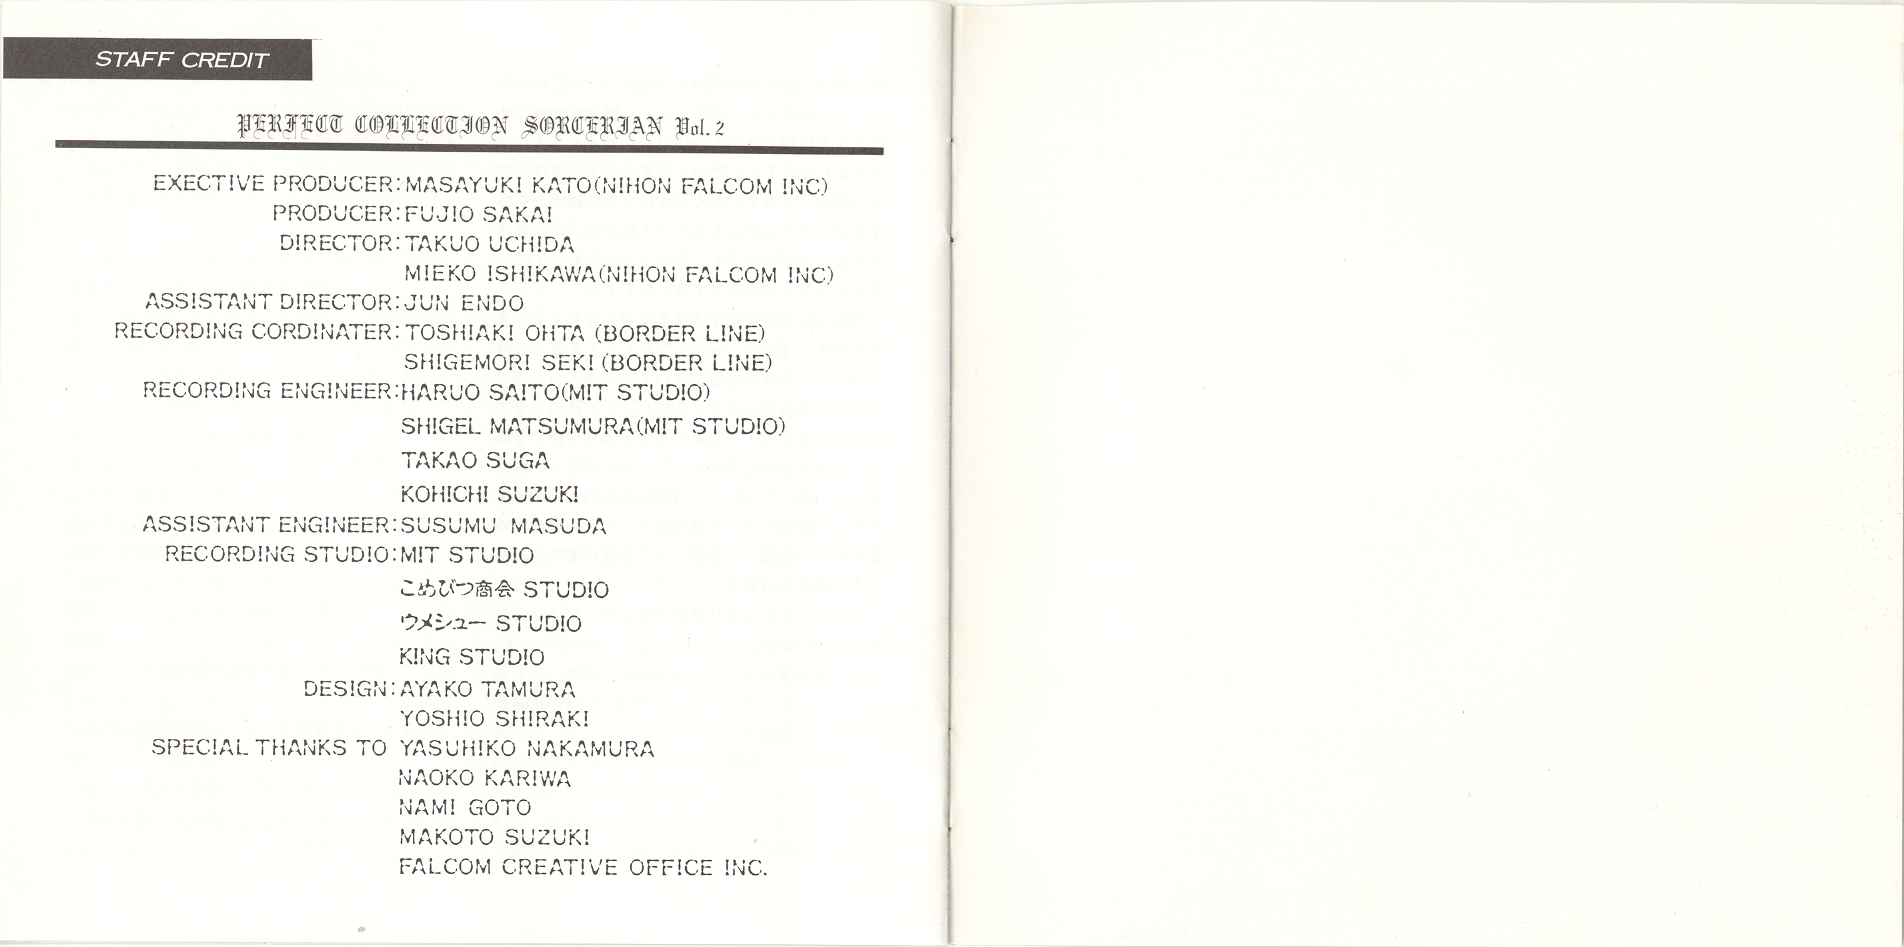 STAFF CREDIT
PERFECT COLLECTION SORCERIAN Vol. 2
EXECTIVE PRODUCER:MASAYUKI KATO(NIHON FALCOM INC)
PRODUCER:FUJIO SAKAI
DIRECTOR:TAKUO UCHIDA
MIEKO ISHIKAWA(NIHON FALCOM INC)
ASSISTANT DIRECTOR:JUN ENDO
RECORDING CORDINATER:TOSHIAKI OHTA (BORDER LINE)
SHIGEMORI SEKI (BORDER LINE)
RECORDING ENGINEER:HARUO SAITO(MIT STUDIO)
SHIGEL MATSUMURA(MIT STUDIO)
TAKAO SUGA
KOHICHI SUZUKI
ASSISTANT ENGINEER:SUSUMU MASUDA
RECORDING STUDIO:MIT STUDIO
こめびつ商会 STUDIO
ウメシュー STUDIO
KING STUDIO
DESIGN:AYAKO TAMURA
YOSHIO SHIRAKI
SPECIAL THANKS TO YASUHIKO NAKAMURA
NAOKO KARIWA
NAMI GOTO
MAKOTO SUZUKI
FALCOM CREATIVE OFFICE INC.